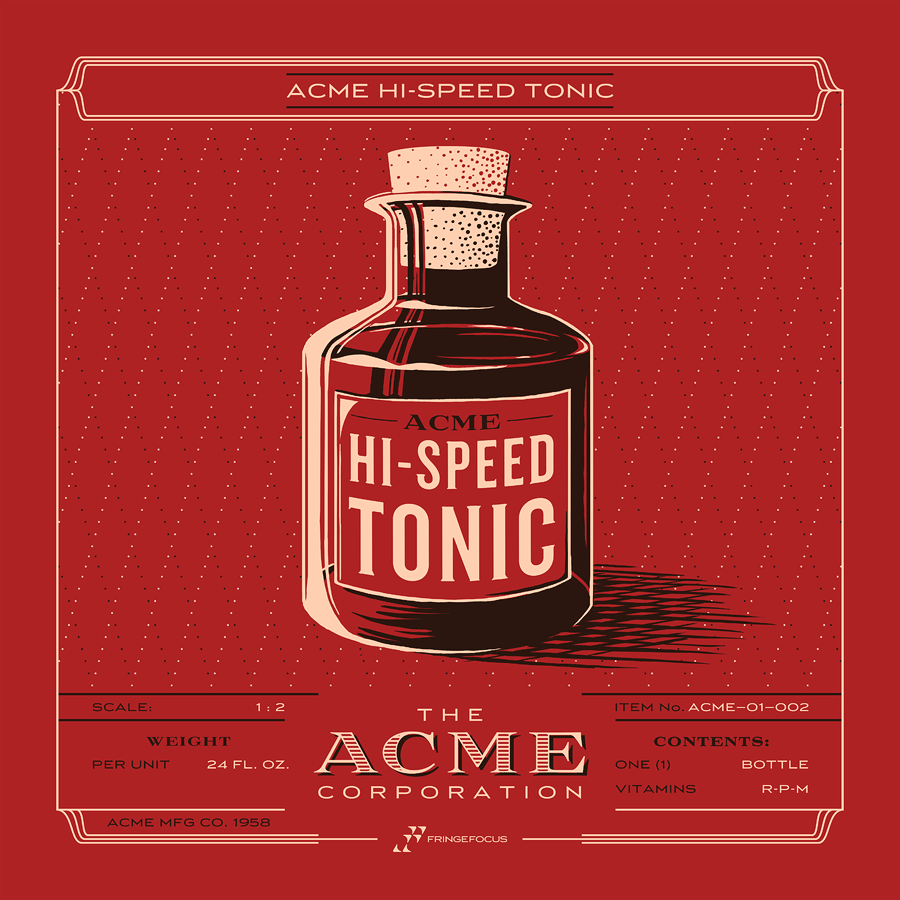 ACME HI-SPEED TONIC
ACME
HI-SPEED
TONIC
SCALE: 1 : 2
WEIGHT
PER UNIT 24 FL. OZ.
ACME MFG CO. 1958
THE
ACME
CORPORATION
FRINGEFOCUS
ITEM No. ACME-01-002
CONTENTS:
ONE (1) BOTTLE
VITAMINS R-P-M